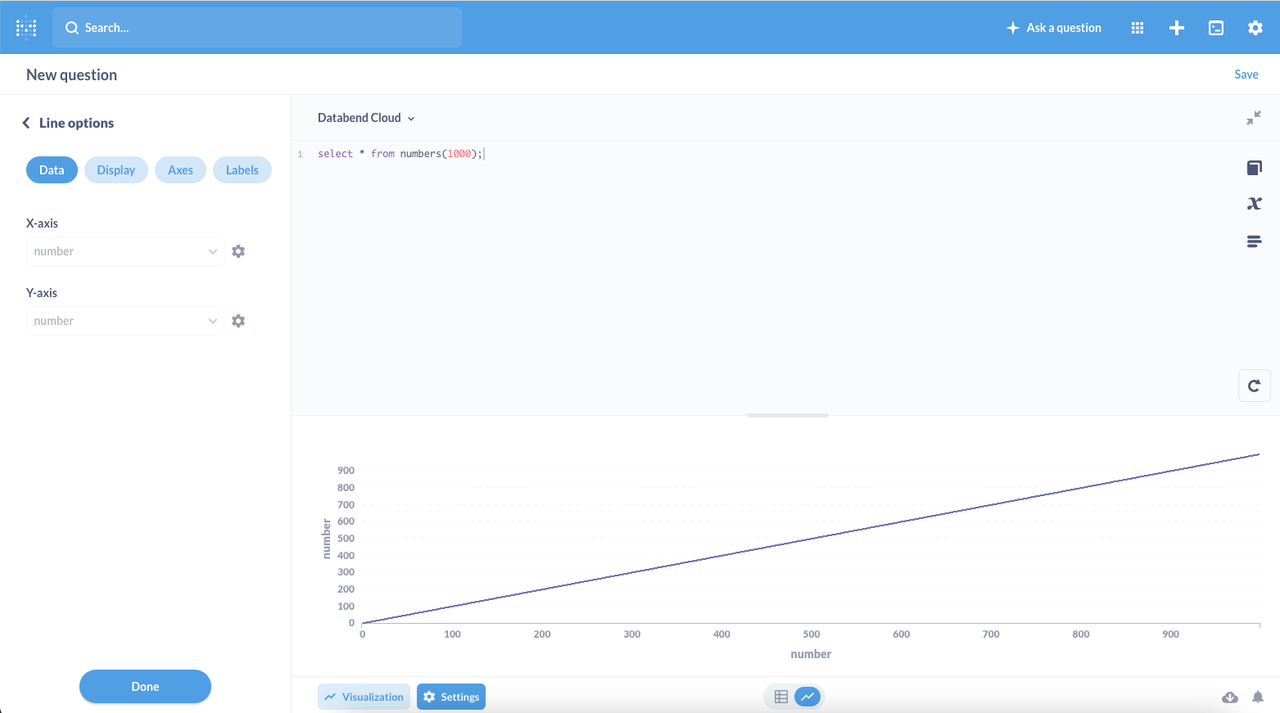 Search...
Ask a question
New question
Save
Line options
Data
Display
Axes
Labels
X-axis
number
Y-axis
number
Done
Databend Cloud
1 select * from numbers(1000);
900
800
700
600
500
400
300
200
100
0
number
0 100 200 300 400 500 600 700 800 900
number
Visualization
Settings